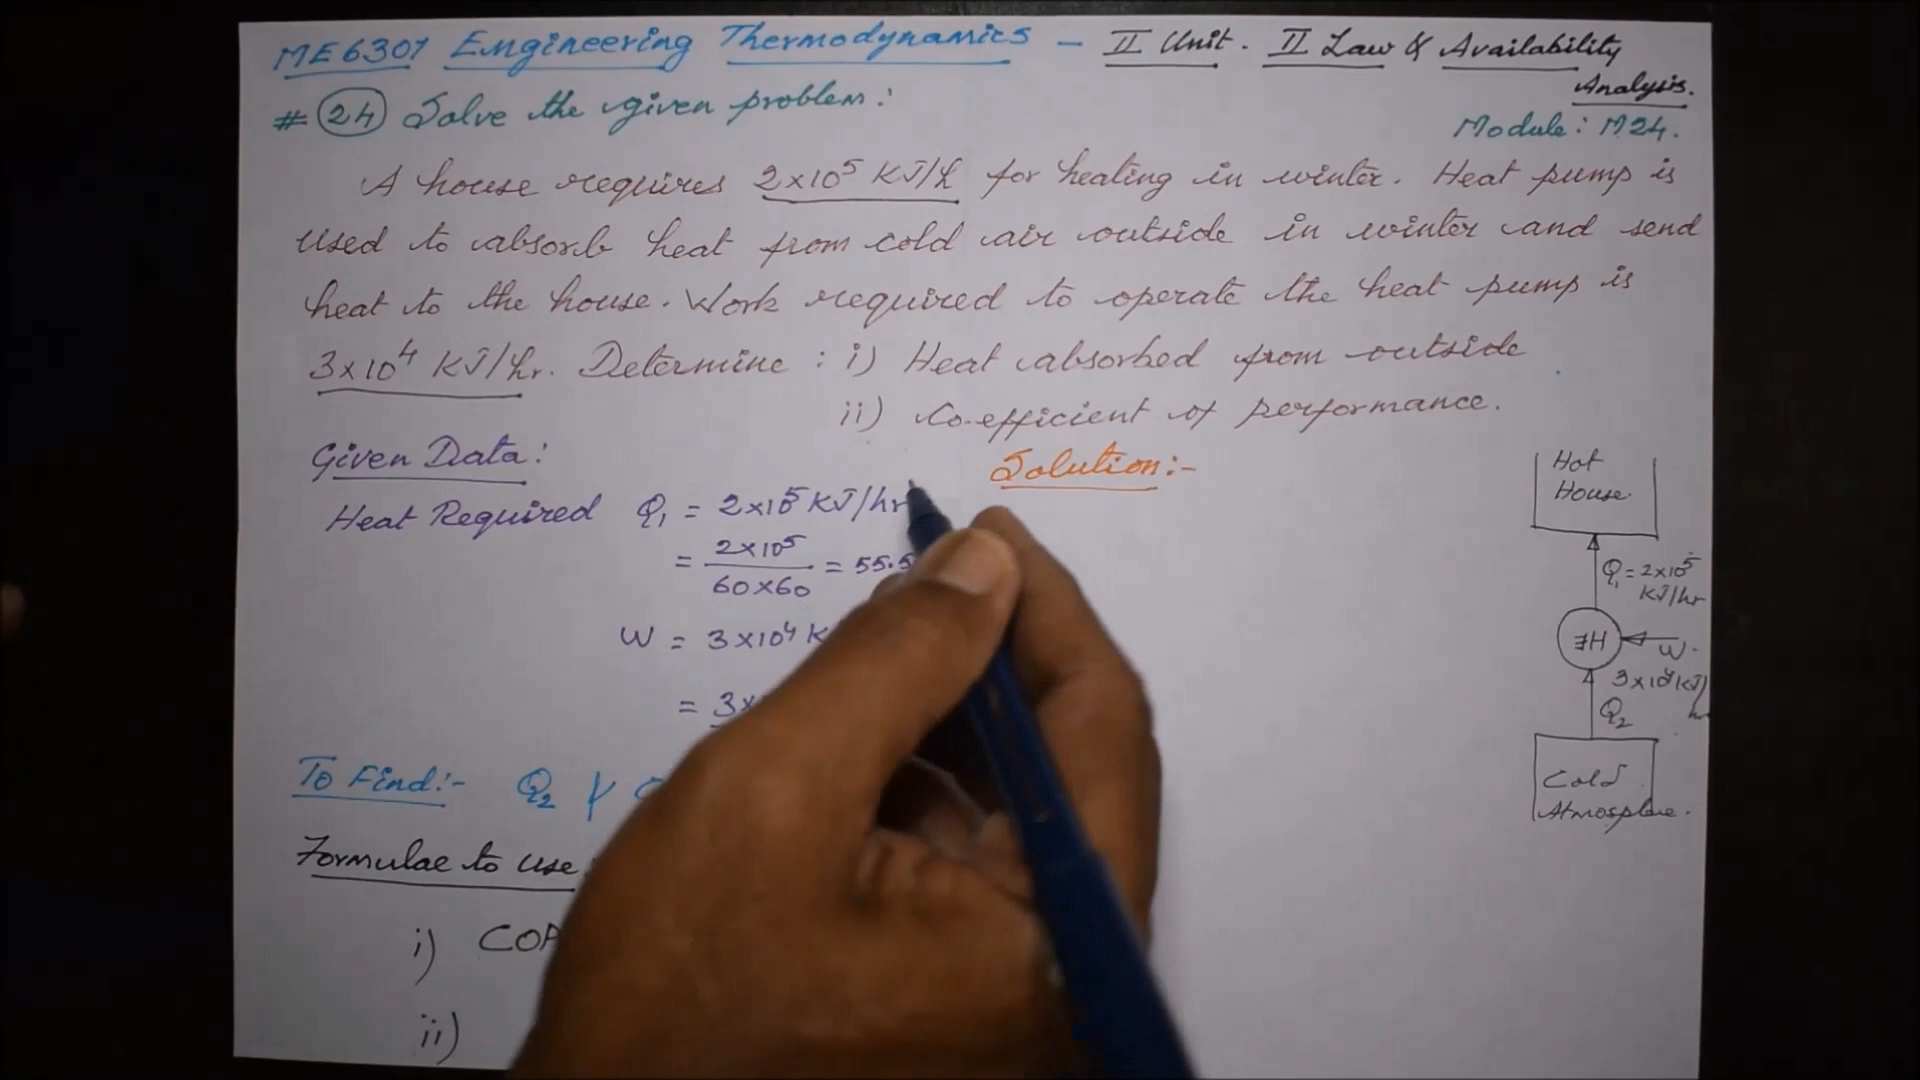 ME6301 Engineering Thermodynamics - II Unit. II Law & Availability
Analysis.
# 24 Solve the given problem:
Module: M24.
A house requires 2×10⁵ KJ/h for heating in winter. Heat pump is
used to absorb heat from cold air outside in winter and send
heat to the house. Work required to operate the heat pump is
3×10⁴ KJ/hr. Determine: i) Heat absorbed from outside
ii) Co-efficient of performance.
Given Data:
Solution:-
Heat Required Q₁ = 2×10⁵ KJ/hr
= 2×10⁵ / 60×60 = 55.5
W = 3×10⁴ K
= 3×
To Find:- Q₂ &
Formulae to use
i) COP
ii)
Hot
House.
Q₁ = 2×10⁵
KJ/hr
HP
W.
3×10⁴ KJ/
hr
Q₂
Cold
Atmosphere.